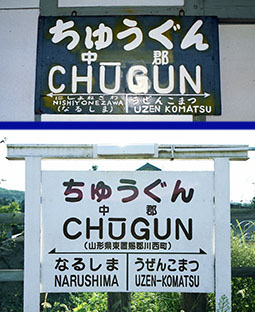 ちゅうぐん
中 郡
CHŪGUN
にしよねざわ うぜんこまつ
NISHIYONEZAWA UZEN KOMATSU
(なるしま)
ちゅうぐん
中 郡
CHŪGUN
(山形県東置賜郡川西町)
なるしま うぜんこまつ
NARUSHIMA UZEN-KOMATSU